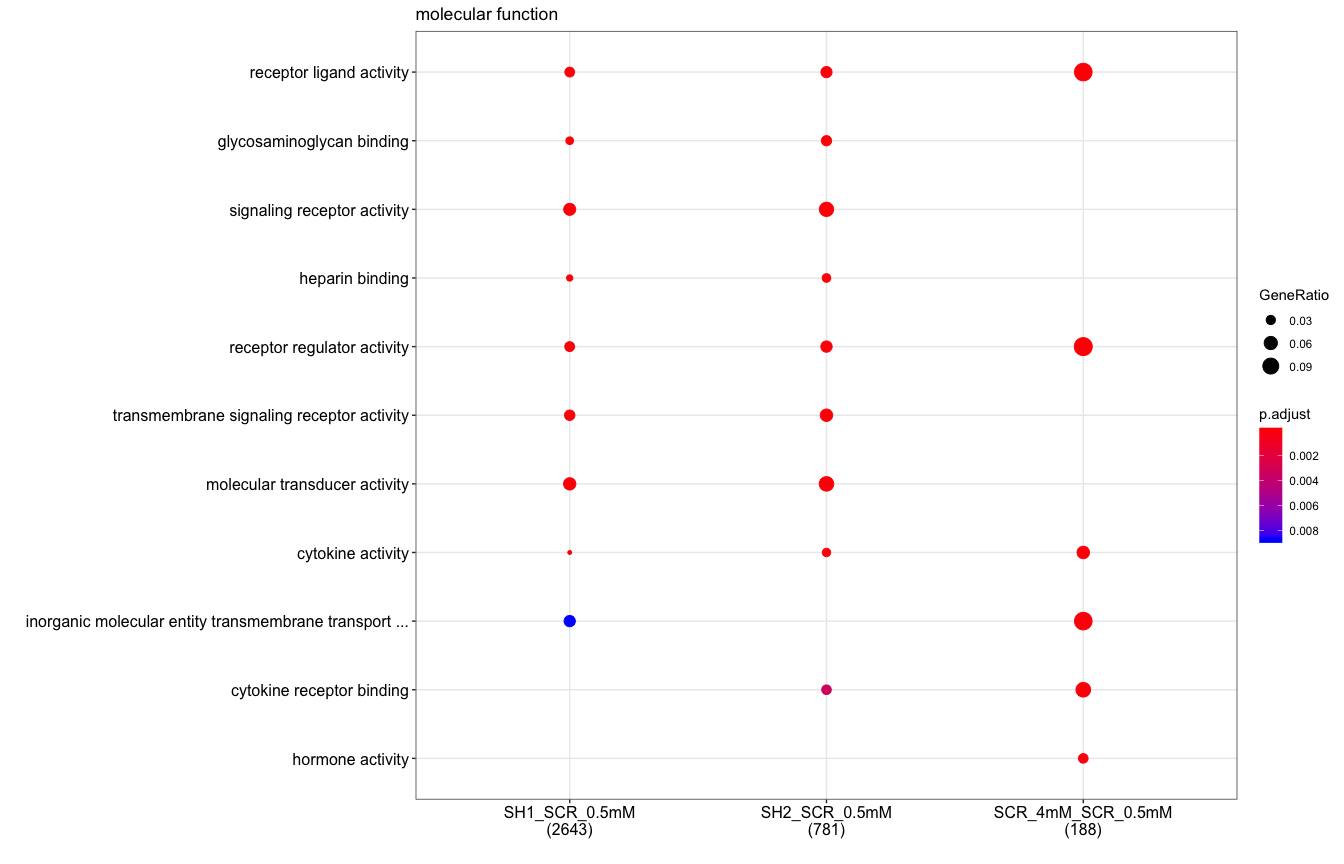 molecular function
receptor ligand activity
glycosaminoglycan binding
signaling receptor activity
heparin binding
receptor regulator activity
transmembrane signaling receptor activity
molecular transducer activity
cytokine activity
inorganic molecular entity transmembrane transport ...
cytokine receptor binding
hormone activity
SH1_SCR_0.5mM
(2643)
SH2_SCR_0.5mM
(781)
SCR_4mM_SCR_0.5mM
(188)
GeneRatio
0.03
0.06
0.09
p.adjust
0.002
0.004
0.006
0.008